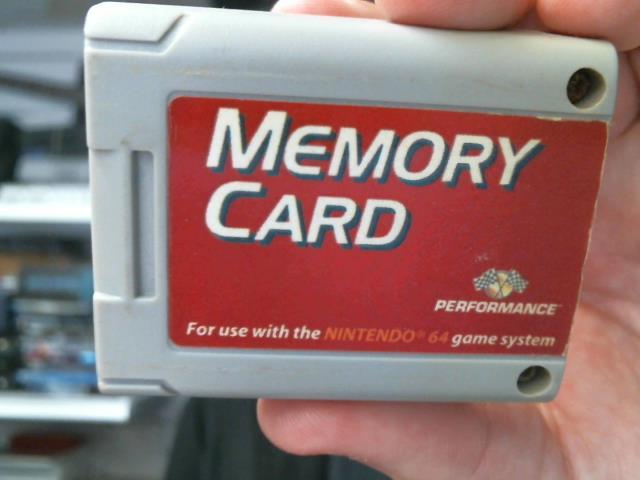 MEMORY
CARD
PERFORMANCE
For use with the NINTENDO® 64 game system